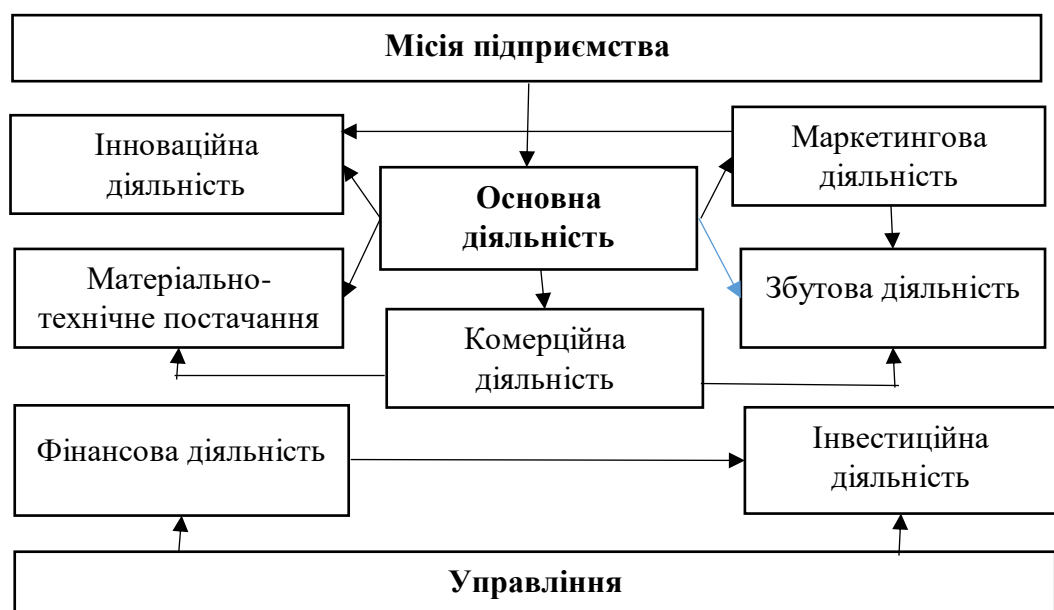 Місія підприємства
Інноваційна
діяльність
Маркетингова
діяльність
Основна
діяльність
Матеріально-
технічне постачання
Збутова діяльність
Комерційна
діяльність
Фінансова діяльність
Інвестиційна
діяльність
Управління